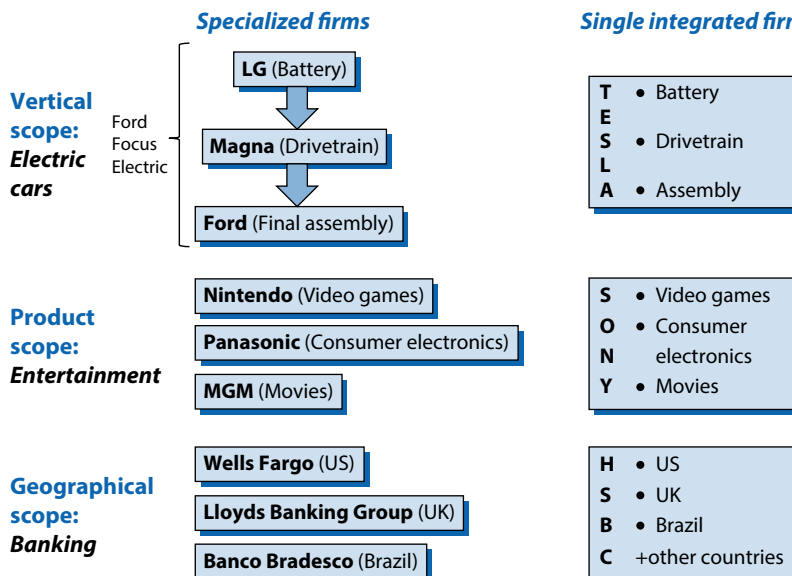 Specialized firms
Single integrated fir
Vertical
scope:
Electric
cars
Ford
Focus
Electric
LG (Battery)
Magna (Drivetrain)
Ford (Final assembly)
T • Battery
E
S • Drivetrain
L
A • Assembly
Product
scope:
Entertainment
Nintendo (Video games)
Panasonic (Consumer electronics)
MGM (Movies)
S • Video games
O • Consumer
N electronics
Y • Movies
Geographical
scope:
Banking
Wells Fargo (US)
Lloyds Banking Group (UK)
Banco Bradesco (Brazil)
H • US
S • UK
B • Brazil
C +other countries